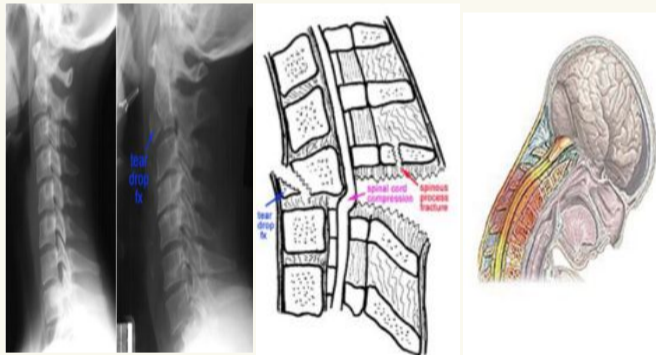 tear
drop
fx
tear
drop
fx
spinal cord
compression
spinous
process
fracture